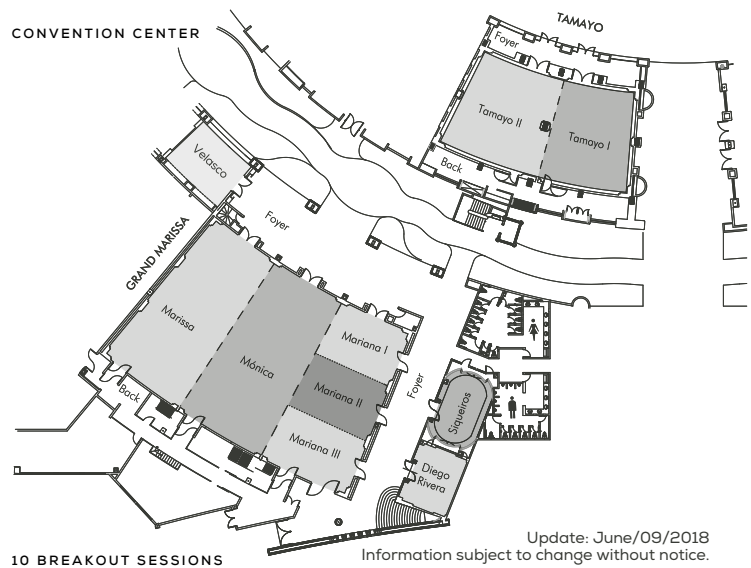 CONVENTION CENTER
TAMAYO
Foyer
Tamayo II
Tamayo I
Back
Velasco
Foyer
GRAND MARISSA
Marissa
Mónica
Mariana I
Mariana II
Mariana III
Back
Foyer
Siqueiros
Diego
Rivera
Update: June/09/2018
Information subject to change without notice.
10 BREAKOUT SESSIONS